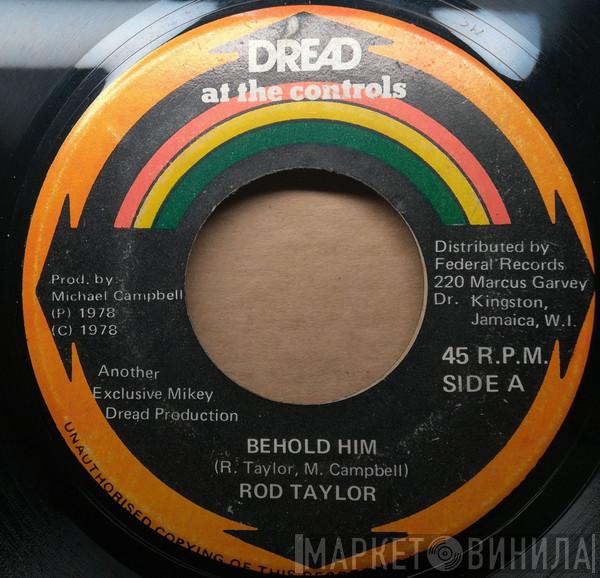 DREAD
at the controls
Prod. by
Michael Campbell
(P) 1978
(C) 1978
Distributed by
Federal Records
220 Marcus Garvey
Dr. Kingston,
Jamaica, W.I.
Another
Exclusive Mikey
Dread Production
45 R.P.M.
SIDE A
BEHOLD HIM
(R. Taylor, M. Campbell)
ROD TAYLOR
UNAUTHORISED COPYING OF THIS
МАРКЕТ ВИНИЛА